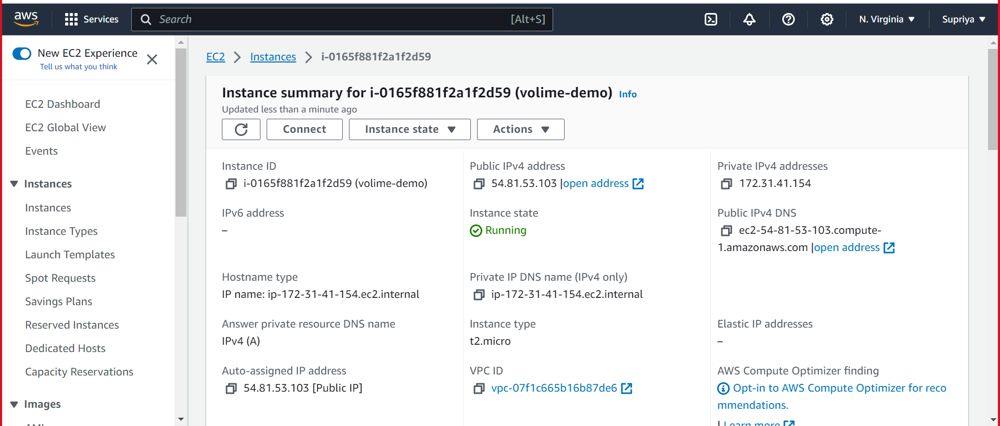 aws
Services
Search
[Alt+S]
N. Virginia
Supriya
New EC2 Experience
Tell us what you think
EC2 Dashboard
EC2 Global View
Events
Instances
Instances
Instance Types
Launch Templates
Spot Requests
Savings Plans
Reserved Instances
Dedicated Hosts
Capacity Reservations
Images
EC2 > Instances > i-0165f881f2a1f2d59
Instance summary for i-0165f881f2a1f2d59 (volime-demo) Info
Updated less than a minute ago
Connect
Instance state
Actions
Instance ID
i-0165f881f2a1f2d59 (volime-demo)
Public IPv4 address
54.81.53.103 |open address
Private IPv4 addresses
172.31.41.154
IPv6 address
–
Instance state
Running
Public IPv4 DNS
ec2-54-81-53-103.compute-
1.amazonaws.com |open address
Hostname type
IP name: ip-172-31-41-154.ec2.internal
Private IP DNS name (IPv4 only)
ip-172-31-41-154.ec2.internal
Answer private resource DNS name
IPv4 (A)
Instance type
t2.micro
Elastic IP addresses
–
Auto-assigned IP address
54.81.53.103 [Public IP]
VPC ID
vpc-07f1c665b16b87de6
AWS Compute Optimizer finding
Opt-in to AWS Compute Optimizer for reco
mmendations.
| Learn more